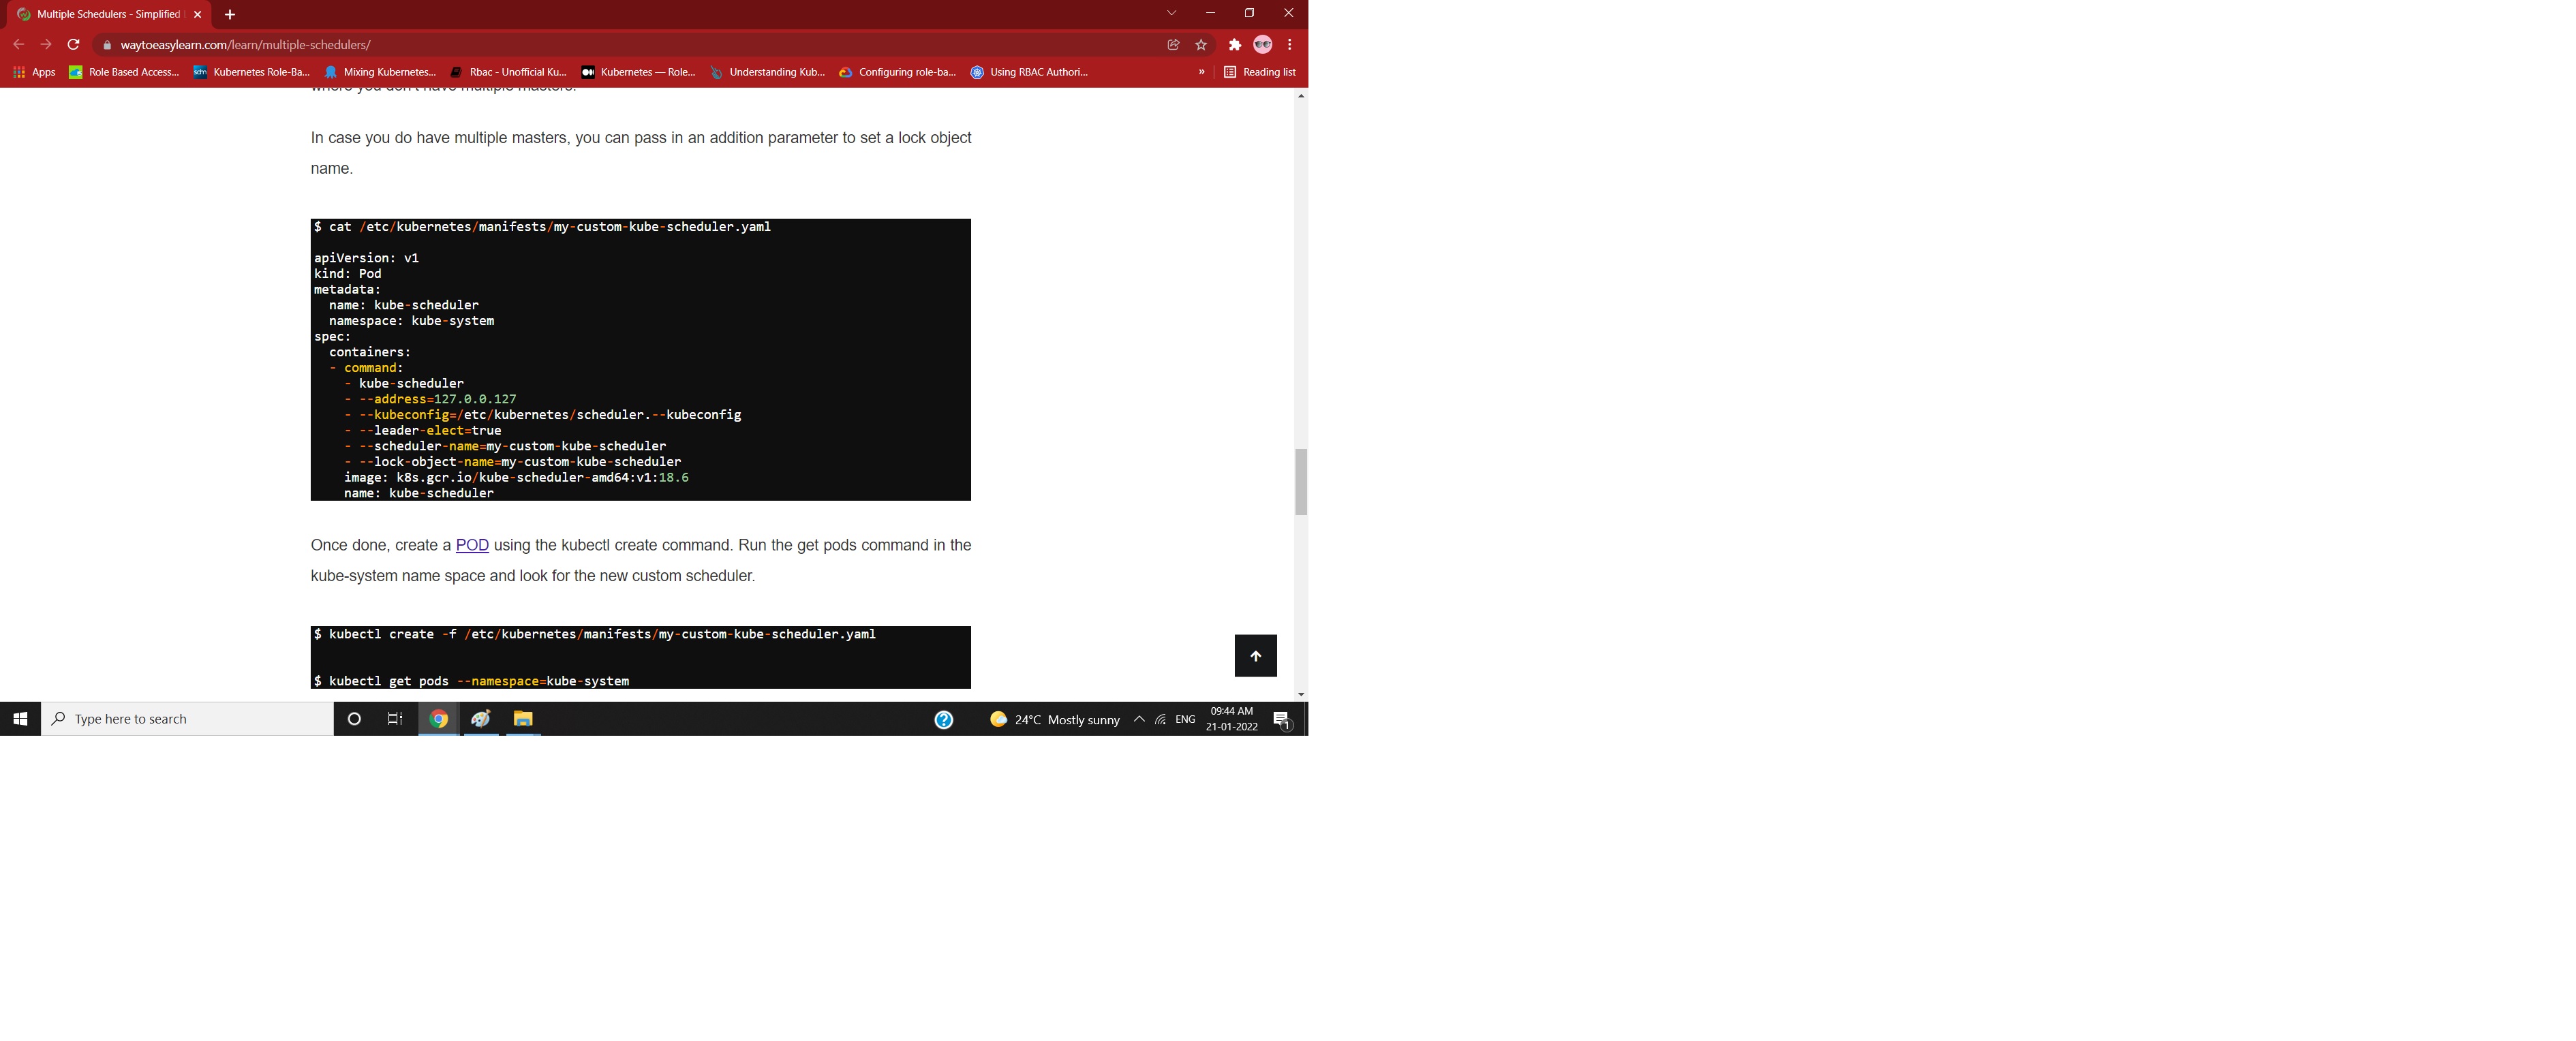 Multiple Schedulers - Simplified
waytoeasylearn.com/learn/multiple-schedulers/
Apps
Role Based Access...
Kubernetes Role-Ba...
Mixing Kubernetes...
Rbac - Unofficial Ku...
Kubernetes — Role...
Understanding Kub...
Configuring role-ba...
Using RBAC Authori...
»
Reading list
where you don't have multiple masters.
In case you do have multiple masters, you can pass in an addition parameter to set a lock object
name.
$ cat /etc/kubernetes/manifests/my-custom-kube-scheduler.yaml
apiVersion: v1
kind: Pod
metadata:
  name: kube-scheduler
  namespace: kube-system
spec:
  containers:
  - command:
    - kube-scheduler
    - --address=127.0.0.127
    - --kubeconfig=/etc/kubernetes/scheduler.--kubeconfig
    - --leader-elect=true
    - --scheduler-name=my-custom-kube-scheduler
    - --lock-object-name=my-custom-kube-scheduler
    image: k8s.gcr.io/kube-scheduler-amd64:v1:18.6
    name: kube-scheduler
Once done, create a POD using the kubectl create command. Run the get pods command in the
kube-system name space and look for the new custom scheduler.
$ kubectl create -f /etc/kubernetes/manifests/my-custom-kube-scheduler.yaml
$ kubectl get pods --namespace=kube-system
Type here to search
24°C Mostly sunny
ENG
09:44 AM
21-01-2022
1